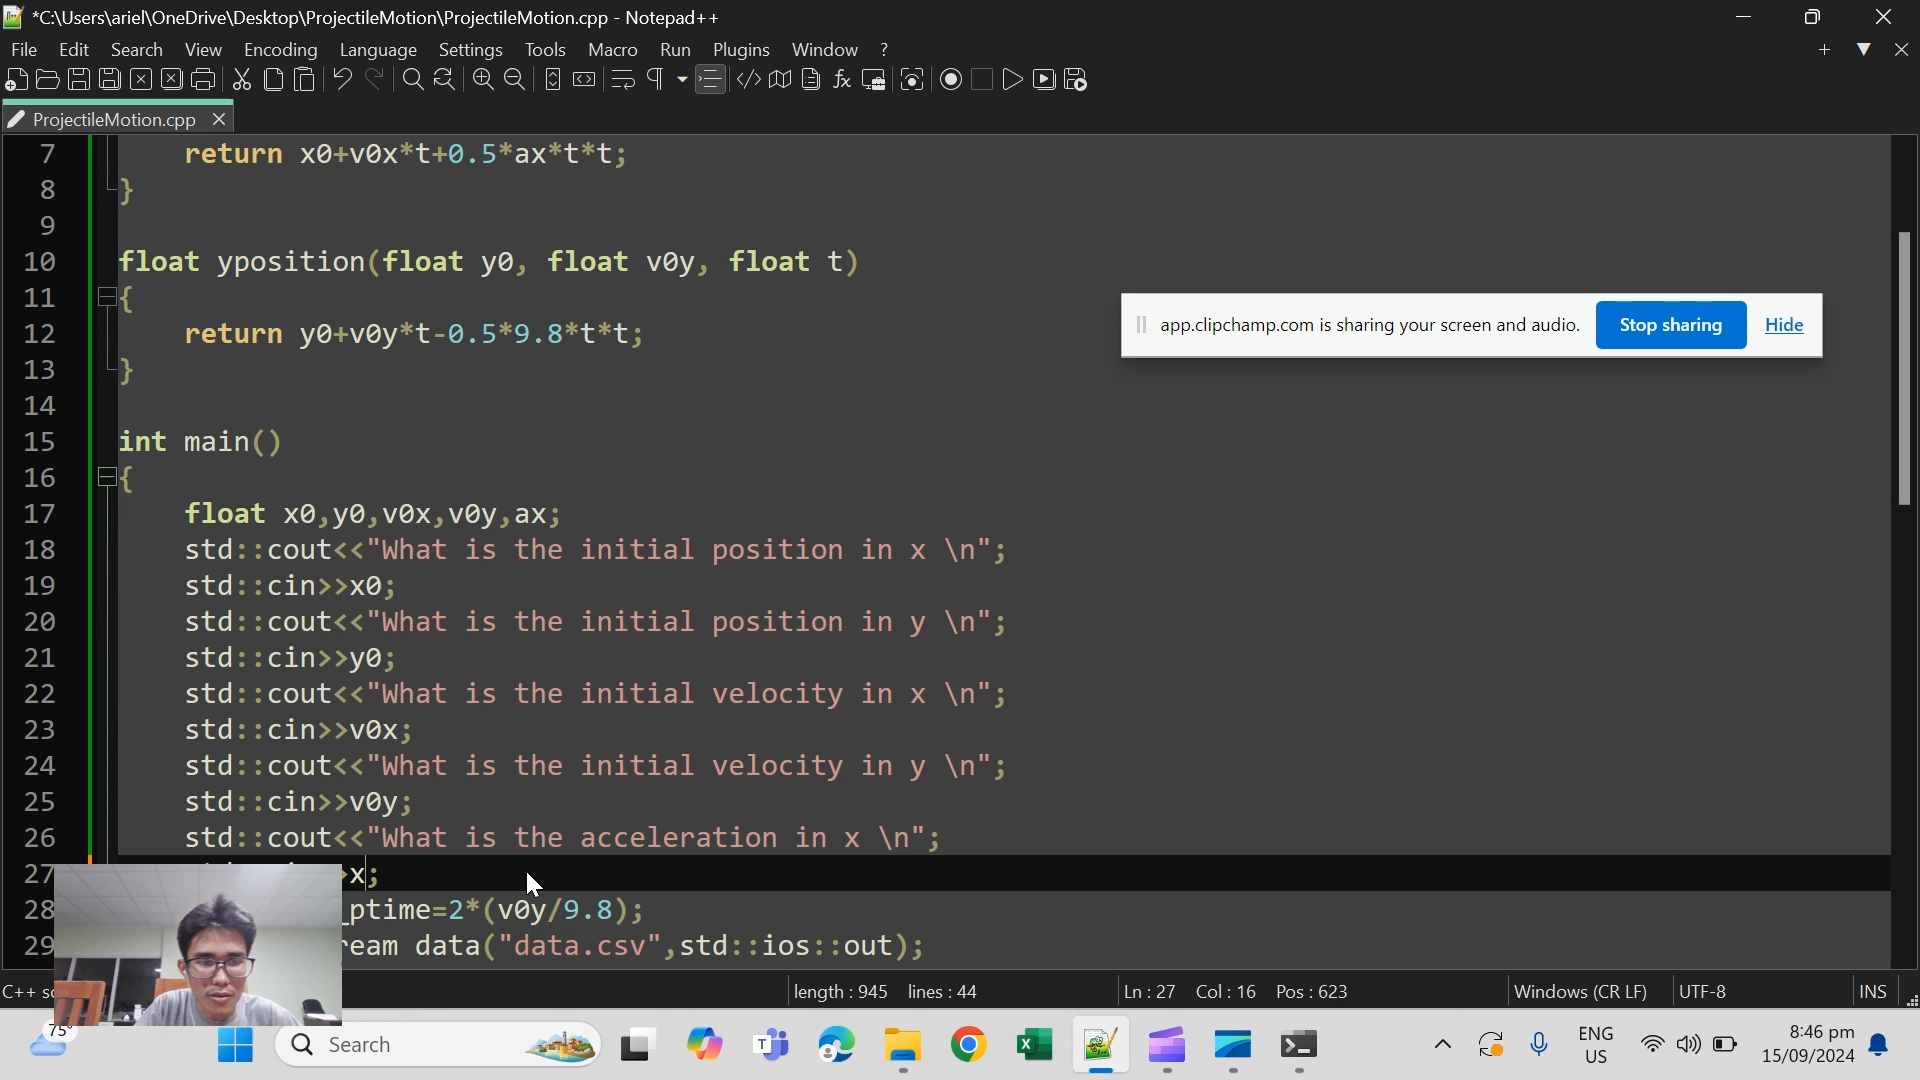 *C:\Users\ariel\OneDrive\Desktop\ProjectileMotion\ProjectileMotion.cpp - Notepad++
File Edit Search View Encoding Language Settings Tools Macro Run Plugins Window ?
ProjectileMotion.cpp
7 return x0+v0x*t+0.5*ax*t*t;
8 }
9
10 float yposition(float y0, float v0y, float t)
11 {
12 return y0+v0y*t-0.5*9.8*t*t;
13 }
14
15 int main()
16 {
17 float x0,y0,v0x,v0y,ax;
18 std::cout<<"What is the initial position in x \n";
19 std::cin>>x0;
20 std::cout<<"What is the initial position in y \n";
21 std::cin>>y0;
22 std::cout<<"What is the initial velocity in x \n";
23 std::cin>>v0x;
24 std::cout<<"What is the initial velocity in y \n";
25 std::cin>>v0y;
26 std::cout<<"What is the acceleration in x \n";
27 >x;
28 _ptime=2*(v0y/9.8);
29 ream data("data.csv",std::ios::out);
app.clipchamp.com is sharing your screen and audio. Stop sharing Hide
C++ length : 945 lines : 44 Ln : 27 Col : 16 Pos : 623 Windows (CR LF) UTF-8 INS
75° Search ENG US 8:46 pm 15/09/2024